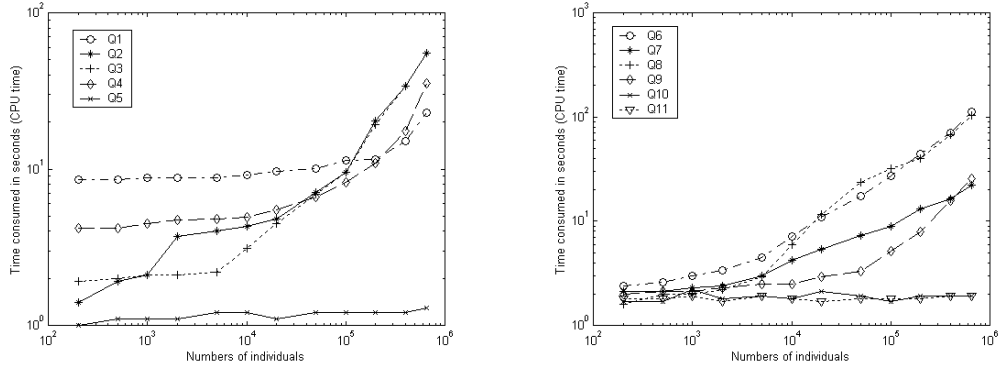 10^2
10^1
10^0
Time consumed in seconds (CPU time)
Q1
Q2
Q3
Q4
Q5
10^2
10^3
10^4
10^5
10^6
Numbers of individuals
10^3
10^2
10^1
10^0
Time consumed in seconds (CPU time)
Q6
Q7
Q8
Q9
Q10
Q11
10^2
10^3
10^4
10^5
10^6
Numbers of individuals